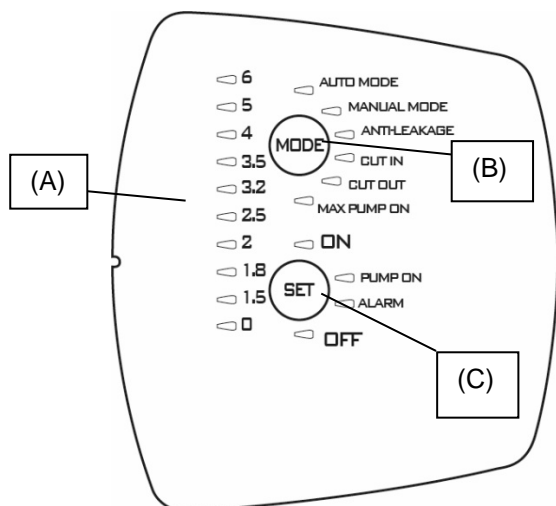 6
5
4
3.5
3.2
2.5
2
1.8
1.5
0
AUTO MODE
MANUAL MODE
ANTI-LEAKAGE
CUT IN
CUT OUT
MAX PUMP ON
MODE
ON
PUMP ON
ALARM
SET
OFF
(A)
(B)
(C)